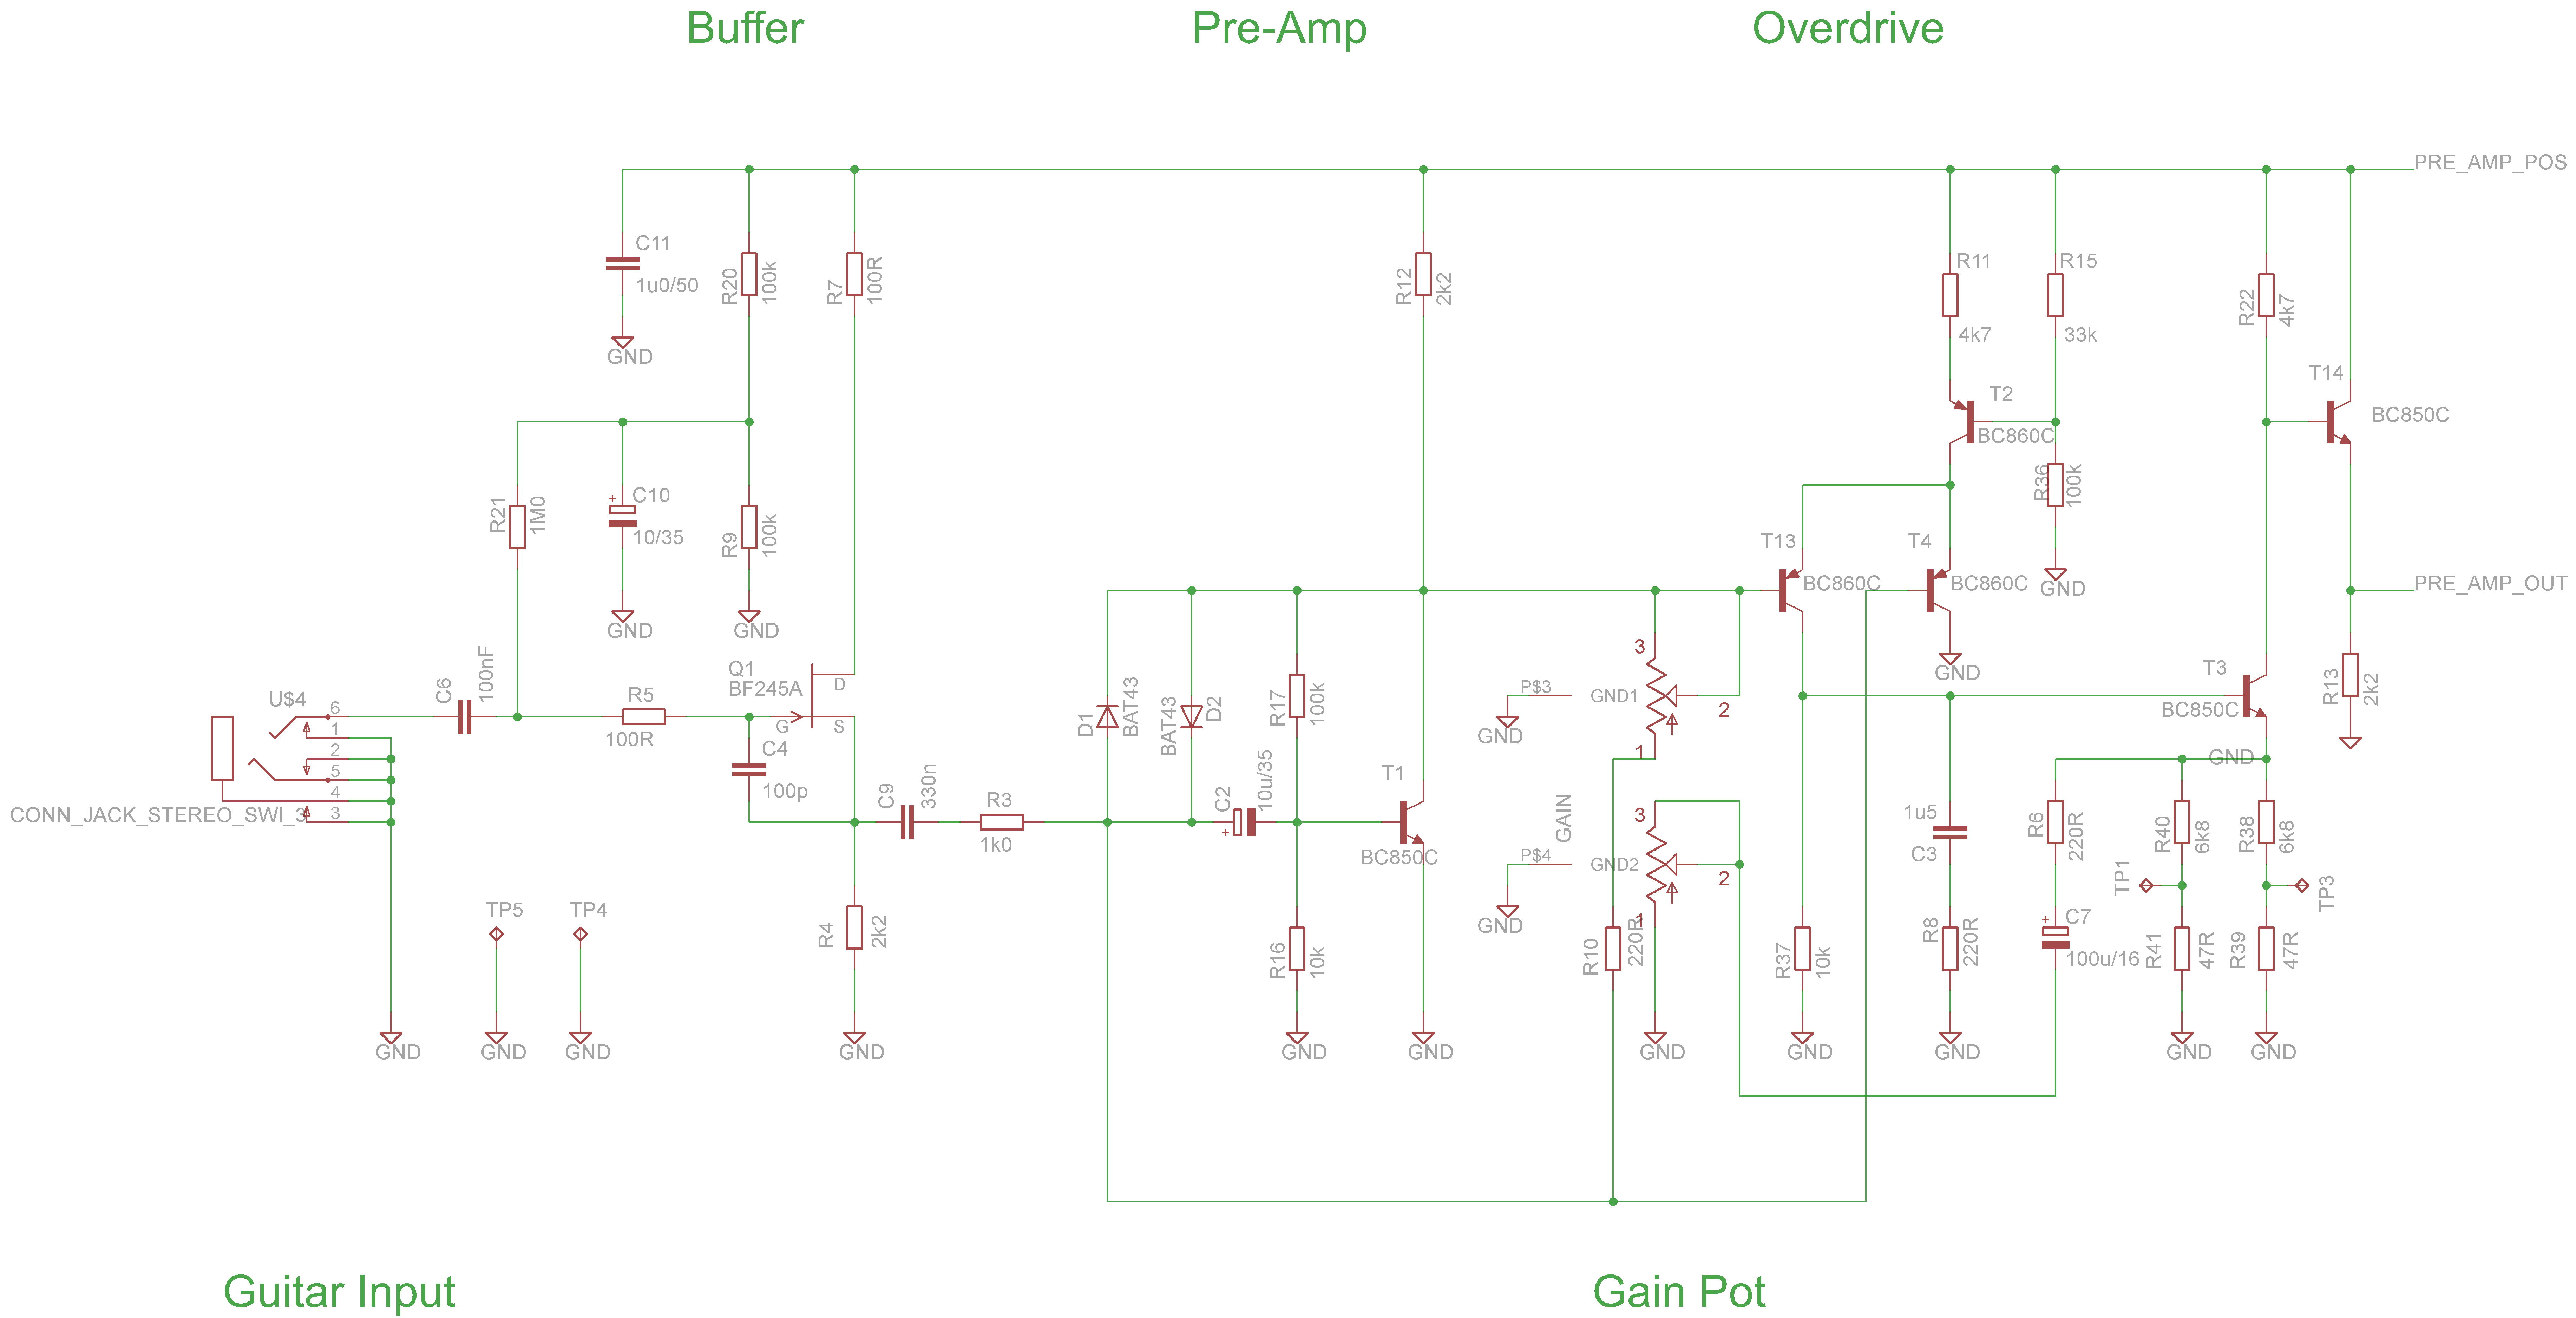 Buffer
Pre-Amp
Overdrive
PRE_AMP_POS
C11
1u0/50
GND
R20
100k
R7
100R
R12
2k2
R11
4k7
R15
33k
R22
4k7
T14
BC850C
T2
BC860C
R36
100k
GND
R21
1M0
C10
10/35
GND
R9
100k
GND
T13
BC860C
T4
BC860C
GND
PRE_AMP_OUT
U$4
6
1
2
5
4
3
CONN_JACK_STEREO_SWI_3
C6
100nF
R5
100R
Q1
BF245A
D
G
S
C4
100p
C9
330n
R3
1k0
R4
2k2
GND
D1
BAT43
BAT43
D2
C2
10u/35
R17
100k
R16
10k
GND
T1
BC850C
GND
P$3
GND
GND1
3
2
1
GAIN
P$4
GND
GND2
3
2
1
R10
220R
GND
R37
10k
GND
1u5
C3
R8
220R
GND
T3
BC850C
GND
R13
2k2
R6
220R
C7
100u/16
R40
6k8
R38
6k8
TP1
TP3
R41
47R
R39
47R
GND
GND
TP5
GND
TP4
GND
GND
Guitar Input
Gain Pot